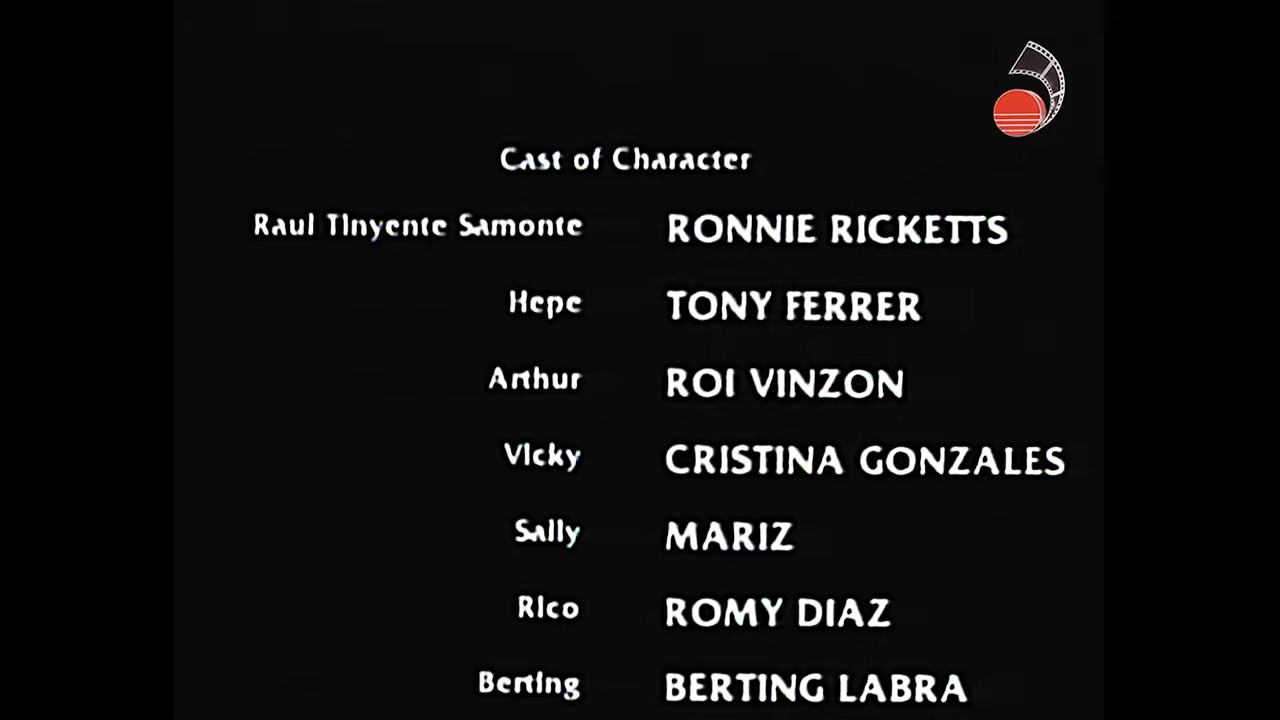 Cast of Character
Raul Tinyente Samonte RONNIE RICKETTS
Hepe TONY FERRER
Arthur ROI VINZON
Vicky CRISTINA GONZALES
Sally MARIZ
Rico ROMY DIAZ
Berting BERTING LABRA